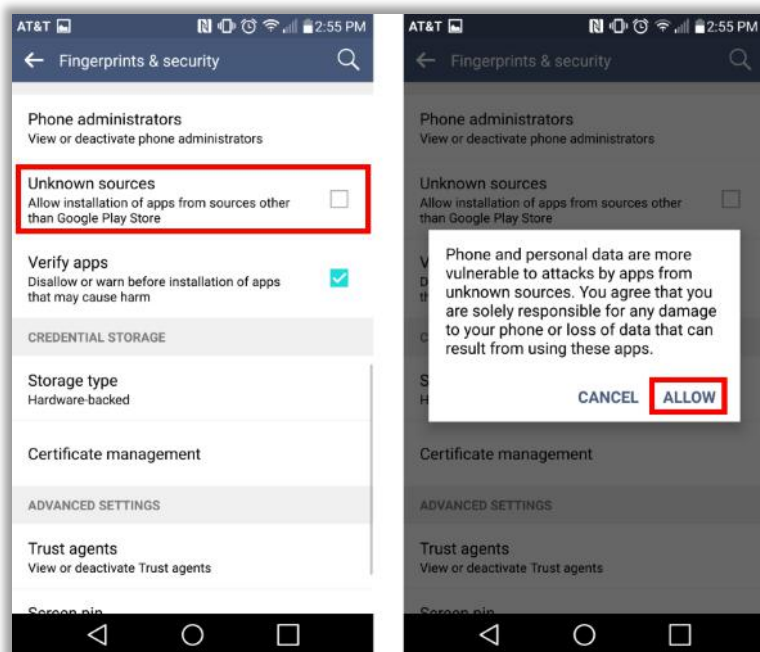 AT&T 2:55 PM
Fingerprints & security
Phone administrators
View or deactivate phone administrators
Unknown sources
Allow installation of apps from sources other
than Google Play Store
Verify apps
Disallow or warn before installation of apps
that may cause harm
CREDENTIAL STORAGE
Storage type
Hardware-backed
Certificate management
ADVANCED SETTINGS
Trust agents
View or deactivate Trust agents
Screen pin
AT&T 2:55 PM
Fingerprints & security
Phone administrators
View or deactivate phone administrators
Unknown sources
Allow installation of apps from sources other
than Google Play Store
Phone and personal data are more
vulnerable to attacks by apps from
unknown sources. You agree that you
are solely responsible for any damage
to your phone or loss of data that can
result from using these apps.
CANCEL ALLOW
Certificate management
ADVANCED SETTINGS
Trust agents
View or deactivate Trust agents
Screen pin